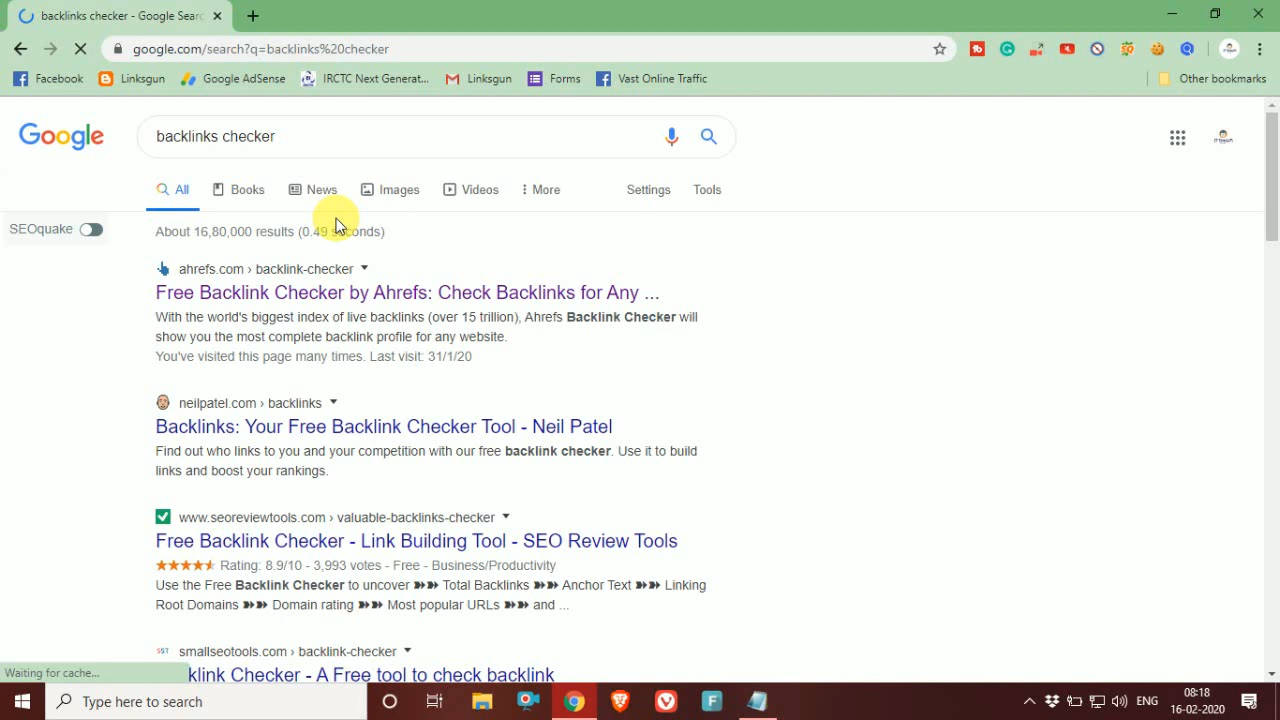 backlinks checker - Google Sear
google.com/search?q=backlinks%20checker
Facebook
Linksgun
Google AdSense
IRCTC Next Generat...
Linksgun
Forms
Vast Online Traffic
Other bookmarks
Google
backlinks checker
All
Books
News
Images
Videos
More
Settings
Tools
SEOquake
About 16,80,000 results (0.49 seconds)
ahrefs.com › backlink-checker
Free Backlink Checker by Ahrefs: Check Backlinks for Any ...
With the world's biggest index of live backlinks (over 15 trillion), Ahrefs Backlink Checker will
show you the most complete backlink profile for any website.
You've visited this page many times. Last visit: 31/1/20
neilpatel.com › backlinks
Backlinks: Your Free Backlink Checker Tool - Neil Patel
Find out who links to you and your competition with our free backlink checker. Use it to build
links and boost your rankings.
www.seoreviewtools.com › valuable-backlinks-checker
Free Backlink Checker - Link Building Tool - SEO Review Tools
Rating: 8.9/10 - 3,993 votes - Free - Business/Productivity
Use the Free Backlink Checker to uncover ➽➽ Total Backlinks ➽➽ Anchor Text ➽➽ Linking
Root Domains ➽➽ Domain rating ➽➽ Most popular URLs ➽➽ and ...
SST smallseotools.com › backlink-checker
klink Checker - A Free tool to check backlink
Waiting for cache...
Type here to search
ENG
08:18
16-02-2020